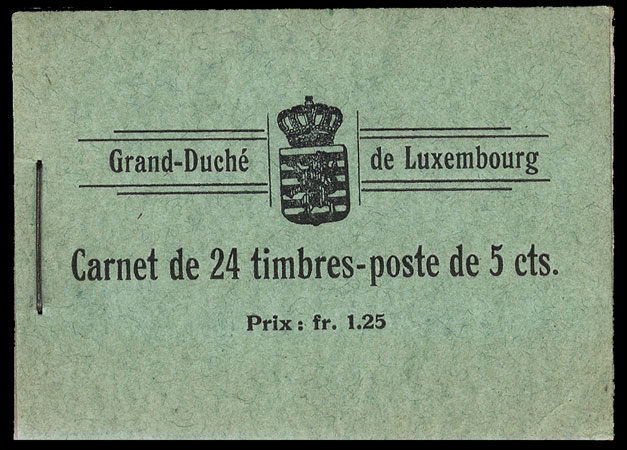 Grand-Duché de Luxembourg
Carnet de 24 timbres-poste de 5 cts.
Prix : fr. 1.25